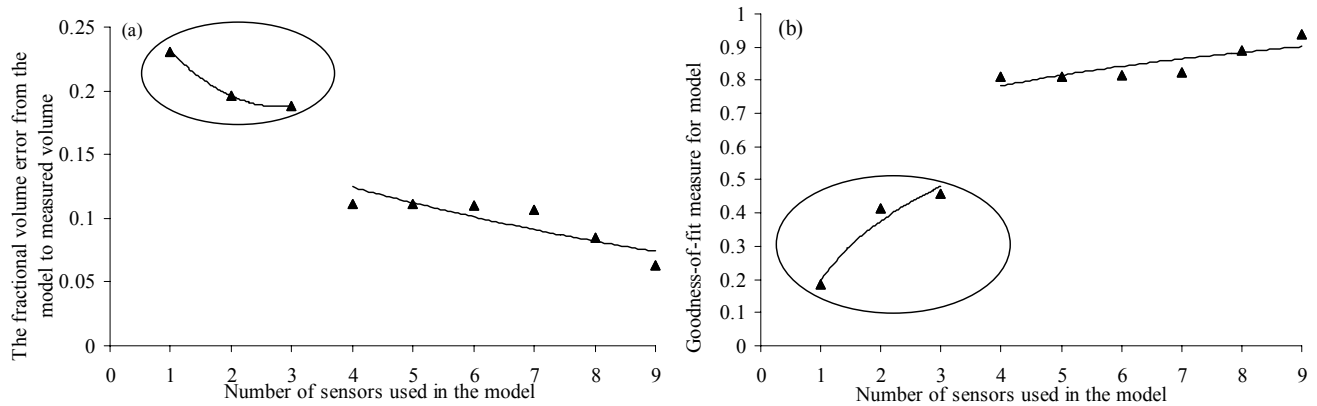 The fractional volume error from the
model to measured volume
(a)
0.25
0.2
0.15
0.1
0.05
0
0 1 2 3 4 5 6 7 8 9
Number of sensors used in the model
Goodness-of-fit measure for model
(b)
1
0.9
0.8
0.7
0.6
0.5
0.4
0.3
0.2
0.1
0
0 1 2 3 4 5 6 7 8 9
Number of sensors used in the model